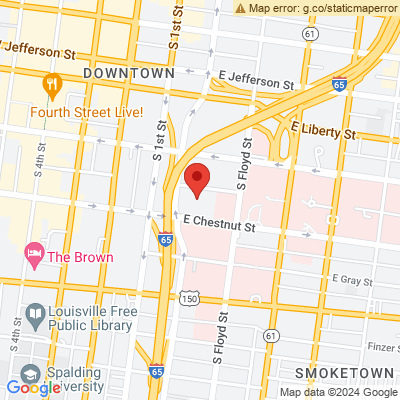 Map error: g.co/staticmaperror
W Jefferson St
S 1st St
61
DOWNTOWN
E Jefferson St
65
Fourth Street Live!
S 4th St
S 1st St
E Liberty St
S Floyd St
E Chestnut St
65
The Brown
E Gray St
150
Louisville Free
Public Library
S 4th St
S Floyd St
61
Finzer St
65
SMOKETOWN
Spalding
University
Google
Map data ©2024 Google